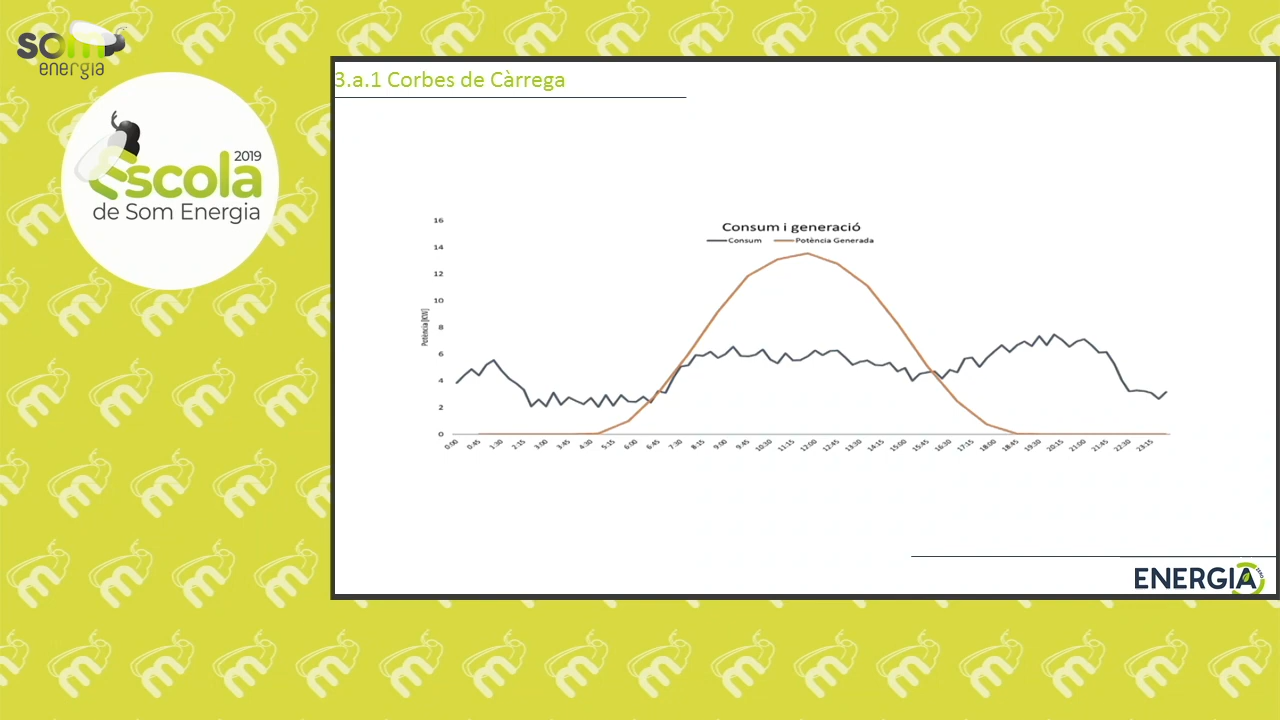 som
energia
2019
Escola
de Som Energia
3.a.1 Corbes de Càrrega
Consum i generació
Consum Potència Generada
Potència [KW]
16
14
12
10
8
6
4
2
0
0:00 0:45 1:30 2:15 3:00 3:45 4:30 5:15 6:00 6:45 7:30 8:15 9:00 9:45 10:30 11:15 12:00 12:45 13:30 14:15 15:00 15:45 16:30 17:15 18:00 18:45 19:30 20:15 21:00 21:45 22:30 23:15
ENERGIA